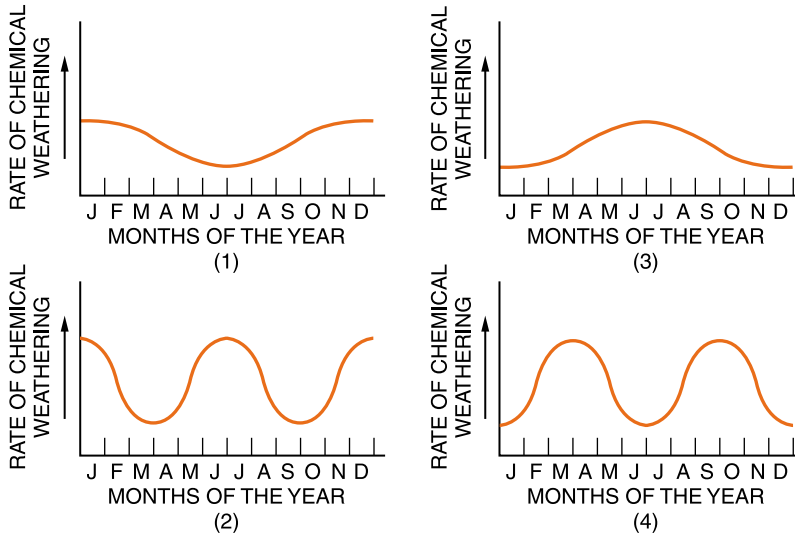 RATE OF CHEMICAL
WEATHERING
J F M A M J J A S O N D
MONTHS OF THE YEAR
(1)
RATE OF CHEMICAL
WEATHERING
J F M A M J J A S O N D
MONTHS OF THE YEAR
(3)
RATE OF CHEMICAL
WEATHERING
J F M A M J J A S O N D
MONTHS OF THE YEAR
(2)
RATE OF CHEMICAL
WEATHERING
J F M A M J J A S O N D
MONTHS OF THE YEAR
(4)